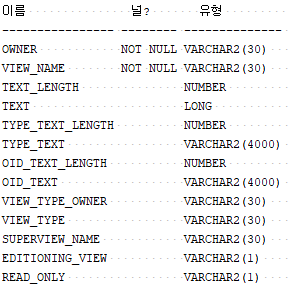 이름 널? 유형
---------------- -------- --------------
OWNER NOT NULL VARCHAR2(30)
VIEW_NAME NOT NULL VARCHAR2(30)
TEXT_LENGTH NUMBER
TEXT LONG
TYPE_TEXT_LENGTH NUMBER
TYPE_TEXT VARCHAR2(4000)
OID_TEXT_LENGTH NUMBER
OID_TEXT VARCHAR2(4000)
VIEW_TYPE_OWNER VARCHAR2(30)
VIEW_TYPE VARCHAR2(30)
SUPERVIEW_NAME VARCHAR2(30)
EDITIONING_VIEW VARCHAR2(1)
READ_ONLY VARCHAR2(1)